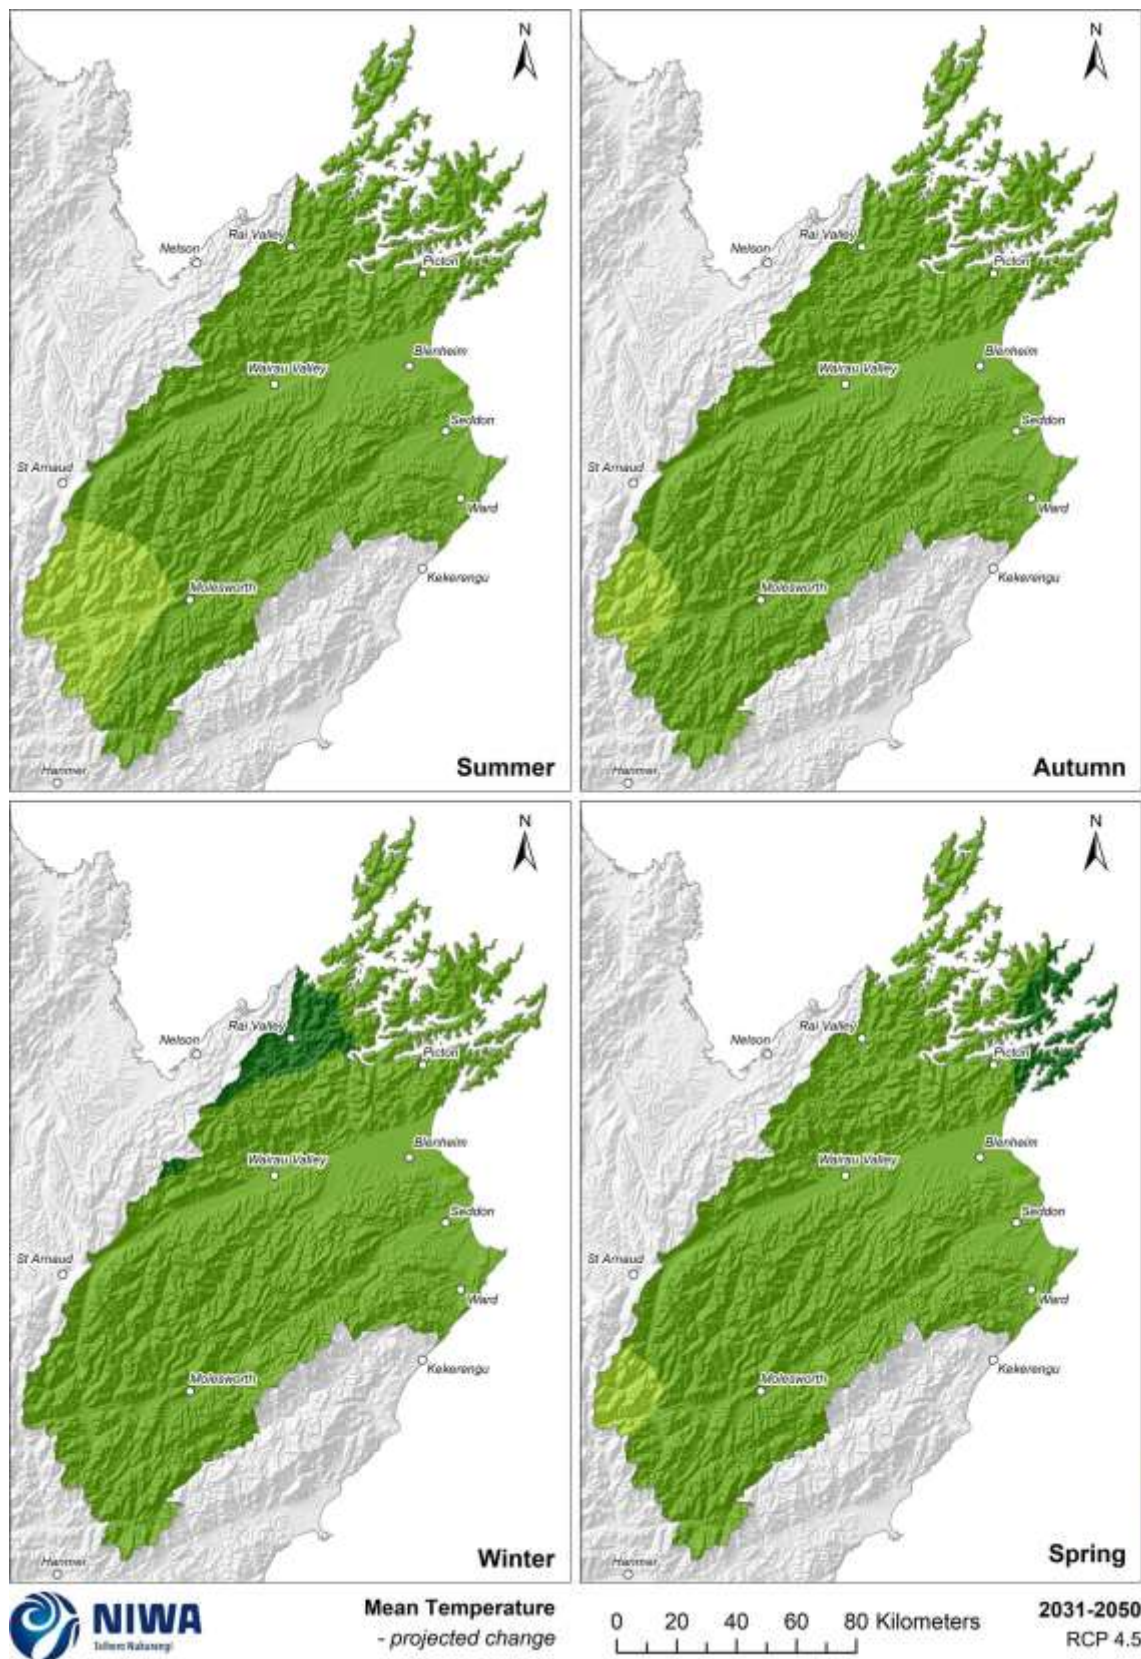 N
Nelson
Rai Valley
Picton
Wairau Valley
Blenheim
Seddon
St Arnaud
Ward
Molesworth
Kekerengu
Hanmer
Summer
N
Nelson
Rai Valley
Picton
Wairau Valley
Blenheim
Seddon
St Arnaud
Ward
Molesworth
Kekerengu
Hanmer
Autumn
N
Nelson
Rai Valley
Picton
Wairau Valley
Blenheim
Seddon
St Arnaud
Ward
Molesworth
Kekerengu
Hanmer
Winter
N
Nelson
Rai Valley
Picton
Wairau Valley
Blenheim
Seddon
St Arnaud
Ward
Molesworth
Kekerengu
Hanmer
Spring
NIWA
Taihoro Nukurangi
Mean Temperature
- projected change
0 20 40 60 80 Kilometers
2031-2050
RCP 4.5